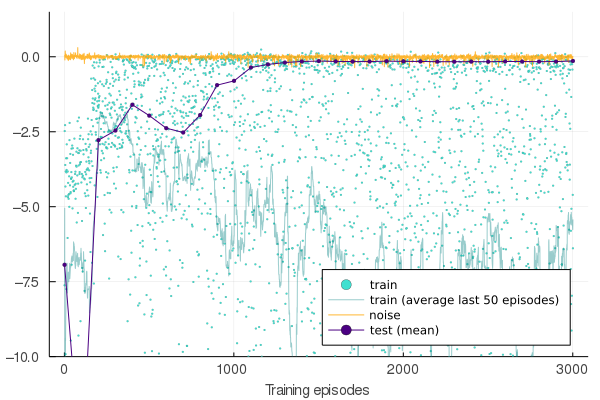 0.0
−2.5
−5.0
−7.5
−10.0
0
1000
2000
3000
Training episodes
train
train (average last 50 episodes)
noise
test (mean)